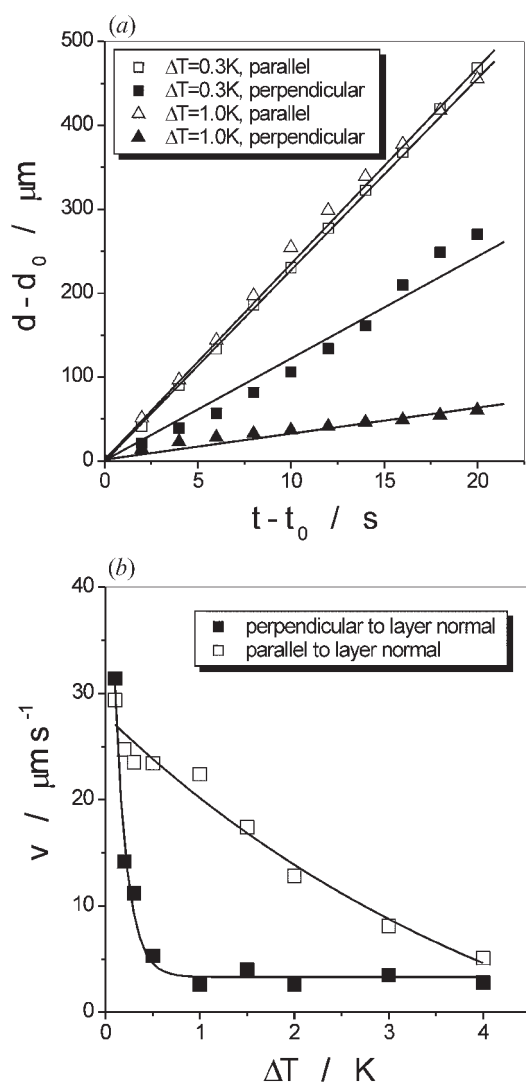 (a)
500
400
300
200
100
0
d - d₀ / μm
ΔT=0.3K, parallel
ΔT=0.3K, perpendicular
ΔT=1.0K, parallel
ΔT=1.0K, perpendicular
0 5 10 15 20
t - t₀ / s
(b)
40
30
20
10
0
v / μm s⁻¹
perpendicular to layer normal
parallel to layer normal
0 1 2 3 4
ΔT / K